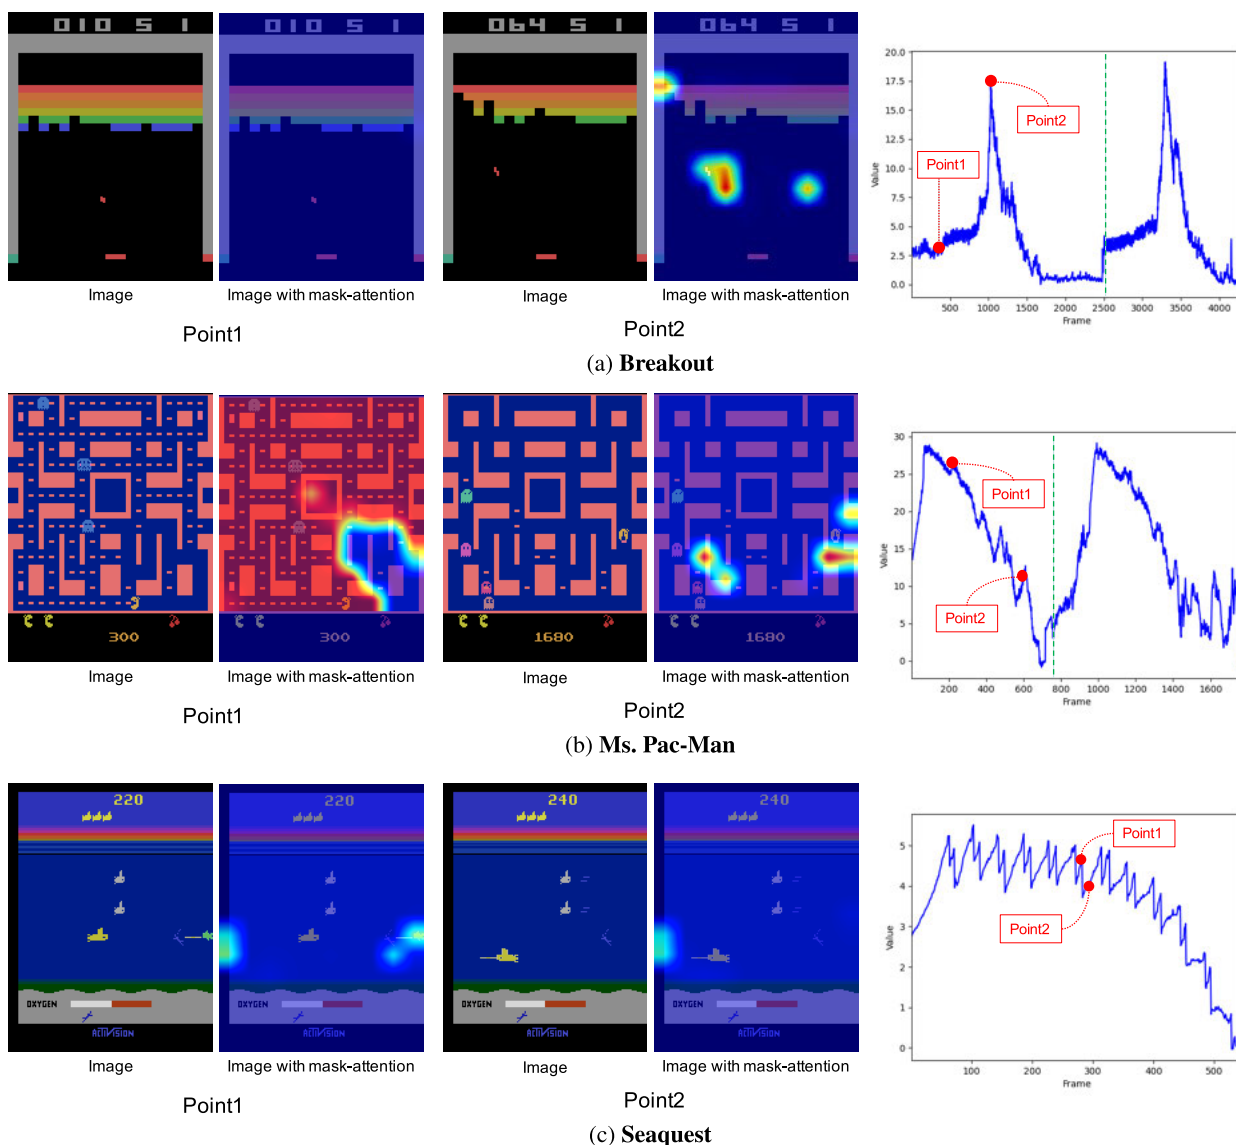 010 5 1
010 5 1
064 5 1
064 5 1
Image
Image with mask-attention
Image
Image with mask-attention
Point1
Point2
20.0
17.5
15.0
12.5
10.0
7.5
5.0
2.5
0.0
Value
Point2
Point1
500 1000 1500 2000 2500 3000 3500 4000
Frame
(a) Breakout
300
300
1680
1680
Image
Image with mask-attention
Image
Image with mask-attention
Point1
Point2
30
25
20
15
10
5
0
Value
Point1
Point2
200 400 600 800 1000 1200 1400 1600
Frame
(b) Ms. Pac-Man
220
220
240
240
OXYGEN
OXYGEN
OXYGEN
OXYGEN
ACTIVISION
ACTIVISION
ACTIVISION
ACTIVISION
Image
Image with mask-attention
Image
Image with mask-attention
Point1
Point2
5
4
3
2
1
0
Value
Point1
Point2
100 200 300 400 500
Frame
(c) Seaquest